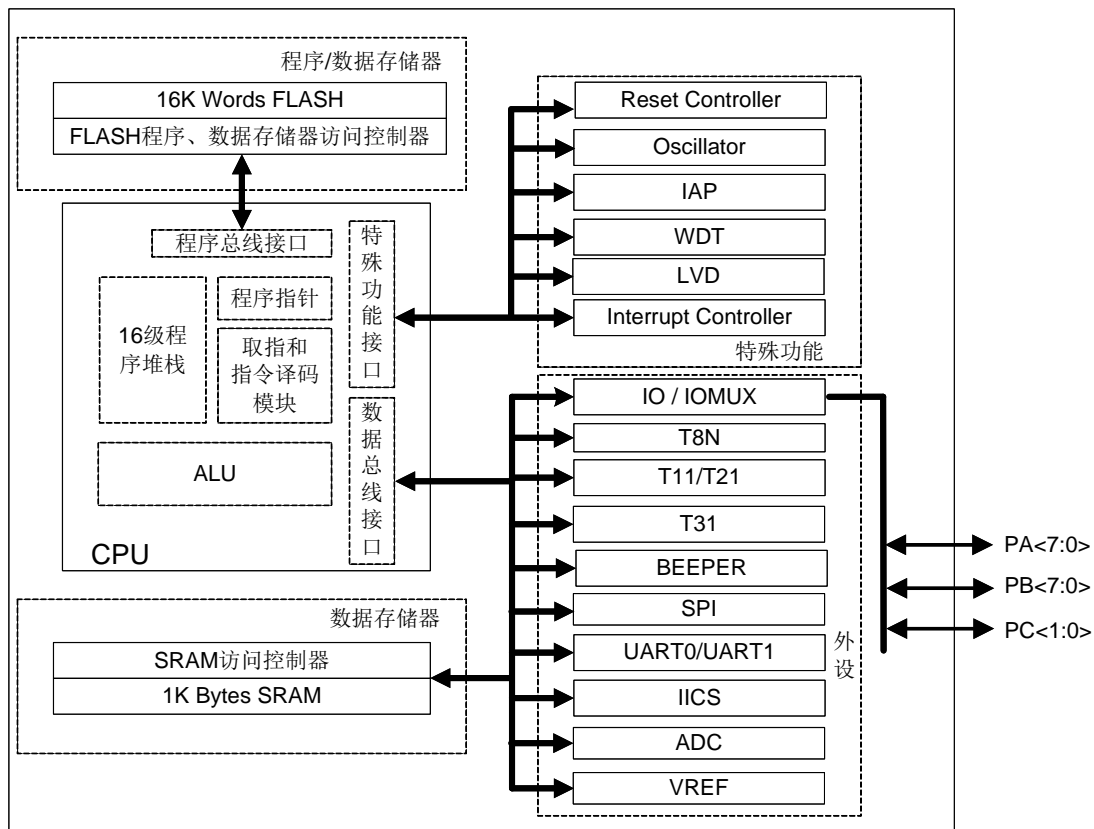 程序/数据存储器
16K Words FLASH
FLASH程序、数据存储器访问控制器
程序总线接口
特殊功能接口
16级程
序堆栈
程序指针
取指和
指令译码
模块
ALU
数据总线接口
CPU
数据存储器
SRAM访问控制器
1K Bytes SRAM
Reset Controller
Oscillator
IAP
WDT
LVD
Interrupt Controller
特殊功能
IO / IOMUX
T8N
T11/T21
T31
BEEPER
SPI
UART0/UART1
IICS
ADC
VREF
外设
PA<7:0>
PB<7:0>
PC<1:0>